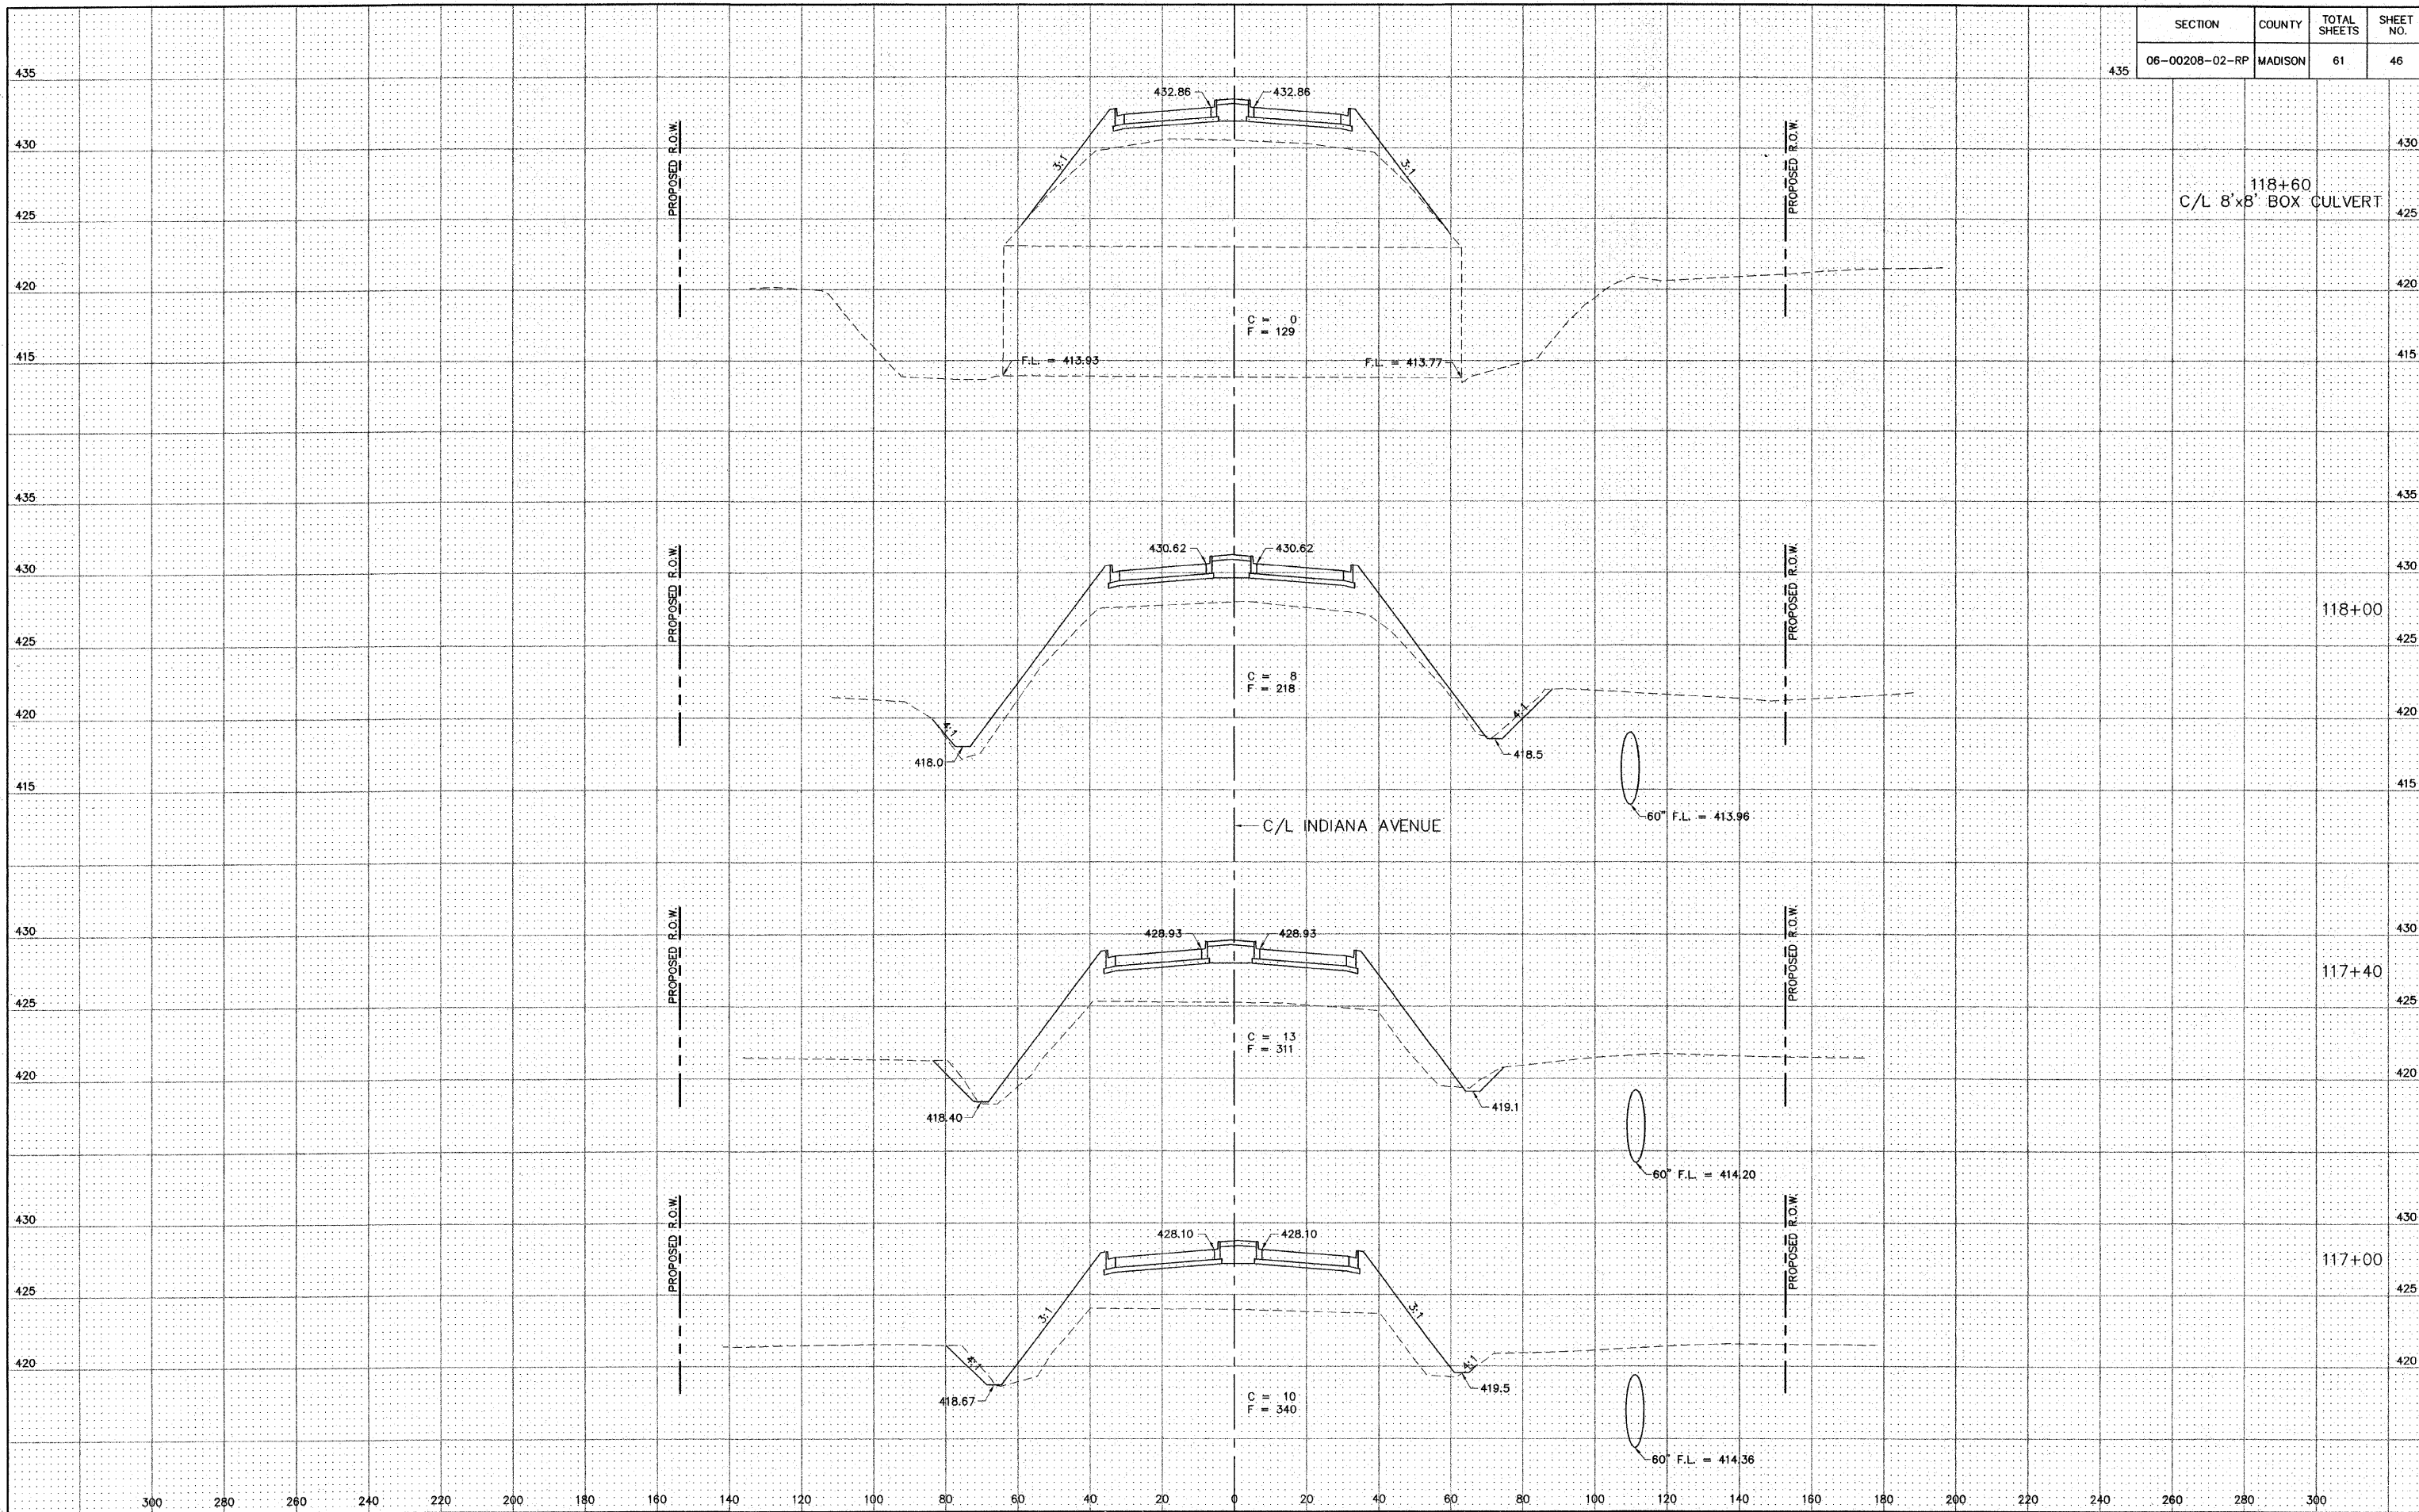 SECTION COUNTY TOTAL SHEETS SHEET NO.
06-00208-02-RP MADISON 61 46
435 435
432.86 432.86
430 PROPOSED R.O.W. 3:1 3:1 PROPOSED R.O.W. 430
118+60
C/L 8'x8' BOX CULVERT
425 425
420 420
C = 0
F = 129
415 F.L. = 413.93 F.L. = 413.77 415
435 435
430.62 430.62
430 PROPOSED R.O.W. PROPOSED R.O.W. 430
118+00
425 425
C = 8
F = 218
420 4:1 4:1 420
418.0 418.5
415 415
60" F.L. = 413.96
C/L INDIANA AVENUE
430 PROPOSED R.O.W. 428.93 428.93 PROPOSED R.O.W. 430
117+40
425 425
C = 13
F = 311
420 420
418.40 419.1
60" F.L. = 414.20
430 PROPOSED R.O.W. 428.10 428.10 PROPOSED R.O.W. 430
117+00
425 3:1 3:1 425
420 4:1 4:1 420
418.67 419.5
C = 10
F = 340
60" F.L. = 414.36
300 280 260 240 220 200 180 160 140 120 100 80 60 40 20 0 20 40 60 80 100 120 140 160 180 200 220 240 260 280 300